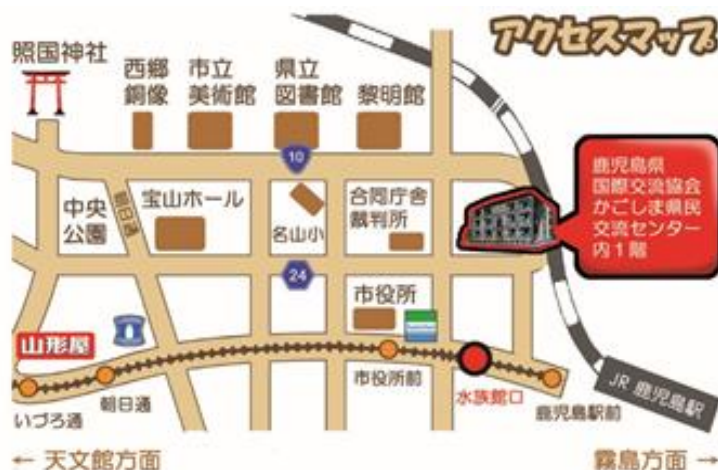 アクセスマップ
照国神社
西郷
銅像
市立
美術館
県立
図書館
黎明館
10
鹿児島県
国際交流協会
かごしま県民
交流センター
内1階
中央
公園
朝日通
宝山ホール
名山小
合同庁舎
裁判所
24
市役所
山形屋
いづろ通
朝日通
市役所前
水族館口
鹿児島駅前
JR 鹿児島駅
← 天文館方面
霧島方面 →